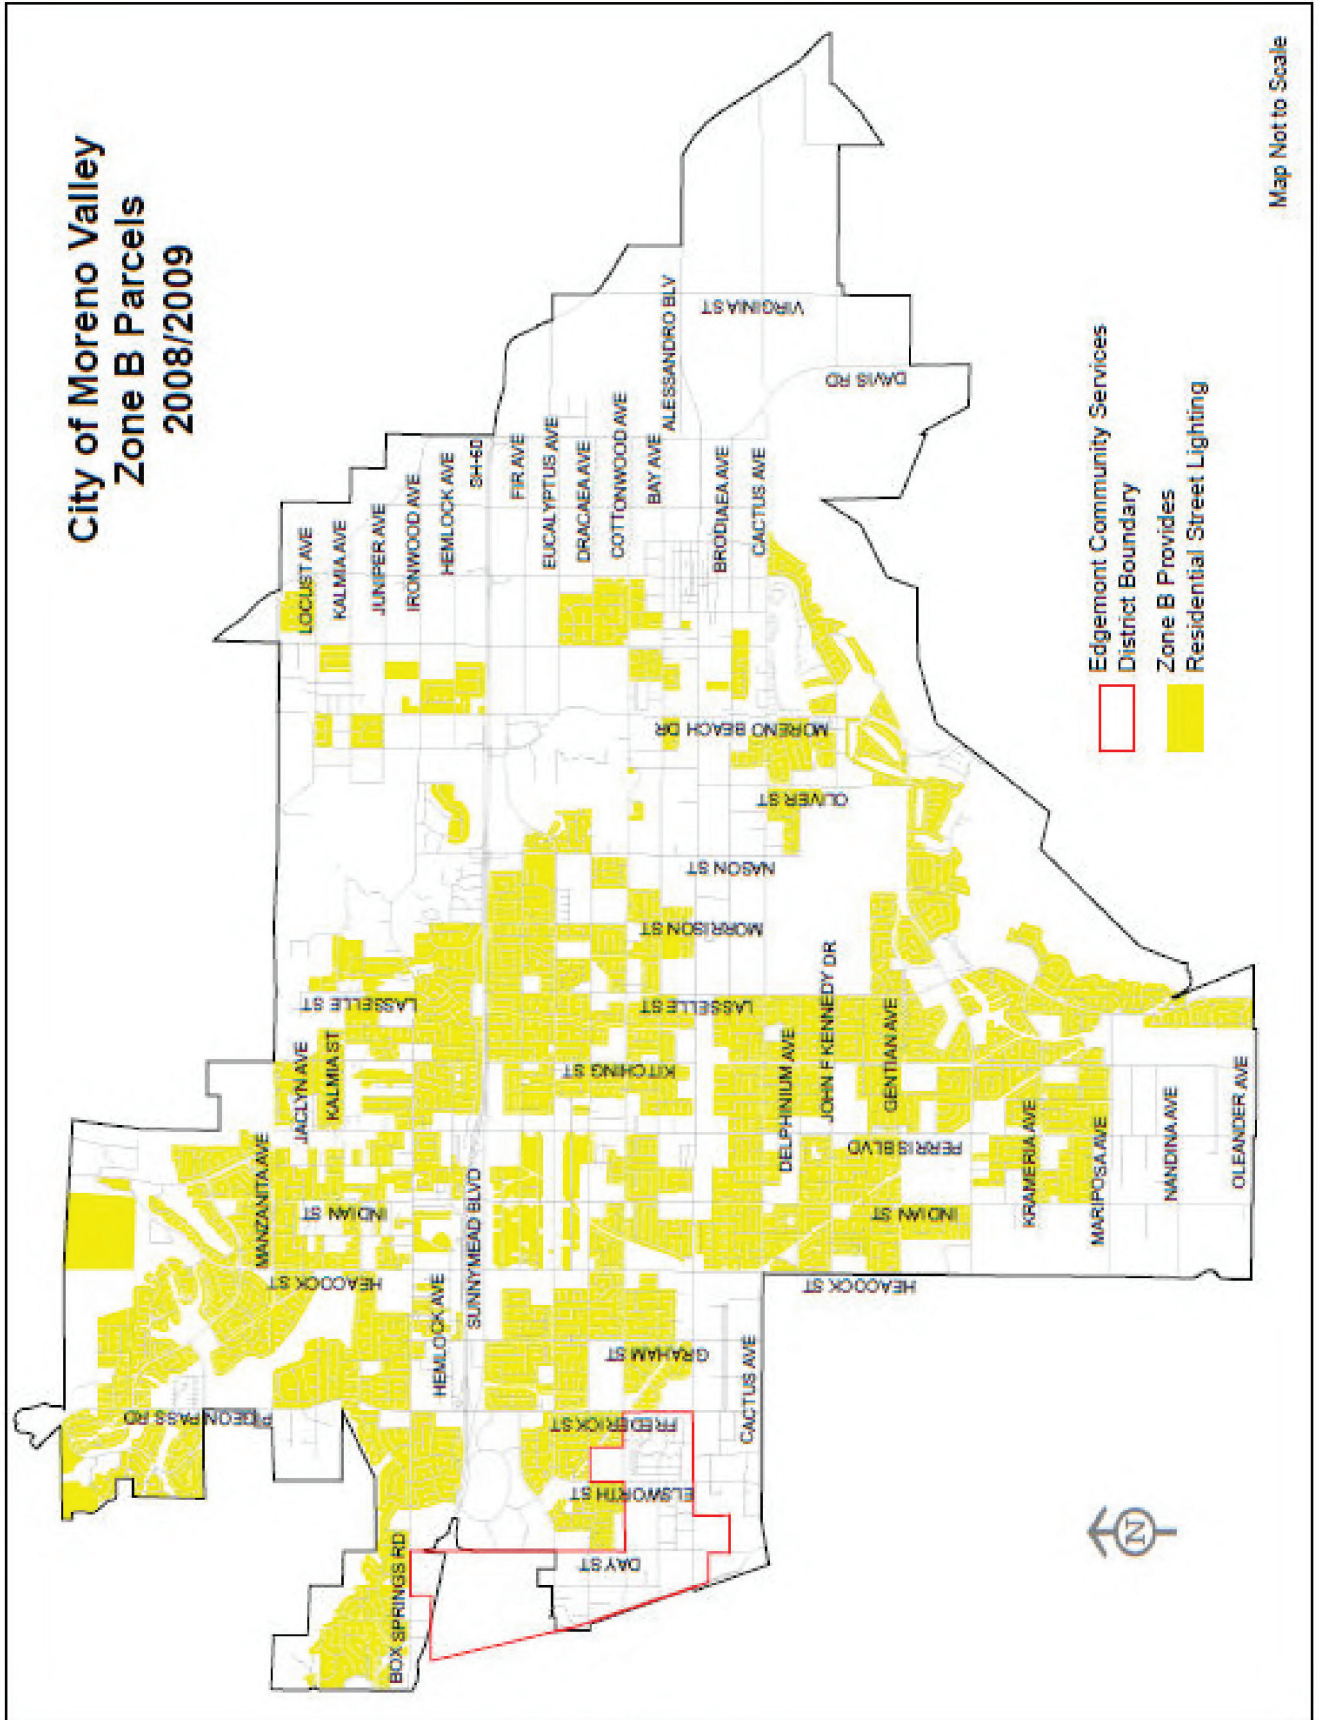 City of Moreno Valley
Zone B Parcels
2008/2009
LOCUST AVE
KALMIA AVE
JUNIPER AVE
IRONWOOD AVE
HEMLOCK AVE
SH-60
FIR AVE
EUCALYPTUS AVE
DRACAEA AVE
COTTONWOOD AVE
BAY AVE
ALESSANDRO BLV
BRODIAEA AVE
CACTUS AVE
VIRGINIA ST
DAVIS RD
MORENO BEACH DR
OLIVER ST
NASON ST
MORRISON ST
LASSELLE ST
LASSELLE ST
JACLYN AVE
KALMIA ST
KITCHING ST
DELPHINIUM AVE
JOHN F KENNEDY DR
GENTIAN AVE
PERRIS BLVD
KRAMERIA AVE
MARIPOSA AVE
NANDINA AVE
OLEANDER AVE
MANZANITA AVE
INDIAN ST
INDIAN ST
SUNNYMEAD BLVD
HEACOCK ST
HEACOCK ST
HEMLOCK AVE
GRAHAM ST
CACTUS AVE
PIGEON PASS RD
FREDERICK ST
ELSWORTH ST
DAY ST
BOX SPRINGS RD
Edgemont Community Services
District Boundary
Zone B Provides
Residential Street Lighting
N
Map Not to Scale